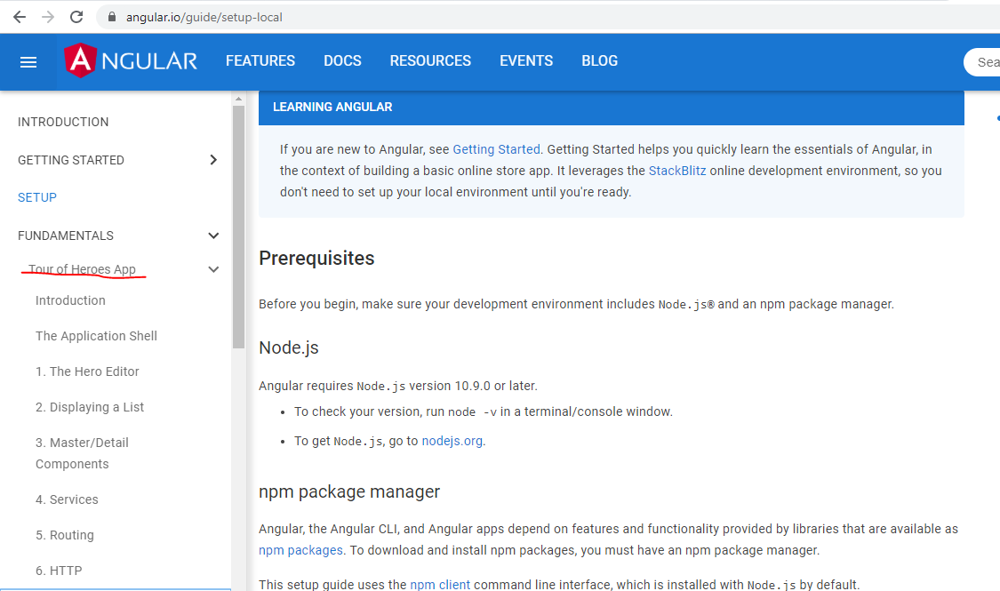 angular.io/guide/setup-local
ANGULAR
FEATURES DOCS RESOURCES EVENTS BLOG
Sea
INTRODUCTION
GETTING STARTED
SETUP
FUNDAMENTALS
Tour of Heroes App
Introduction
The Application Shell
1. The Hero Editor
2. Displaying a List
3. Master/Detail
Components
4. Services
5. Routing
6. HTTP
LEARNING ANGULAR
If you are new to Angular, see Getting Started. Getting Started helps you quickly learn the essentials of Angular, in
the context of building a basic online store app. It leverages the StackBlitz online development environment, so you
don't need to set up your local environment until you're ready.
Prerequisites
Before you begin, make sure your development environment includes Node.js® and an npm package manager.
Node.js
Angular requires Node.js version 10.9.0 or later.
• To check your version, run node -v in a terminal/console window.
• To get Node.js, go to nodejs.org.
npm package manager
Angular, the Angular CLI, and Angular apps depend on features and functionality provided by libraries that are available as
npm packages. To download and install npm packages, you must have an npm package manager.
This setup guide uses the npm client command line interface, which is installed with Node.js by default.